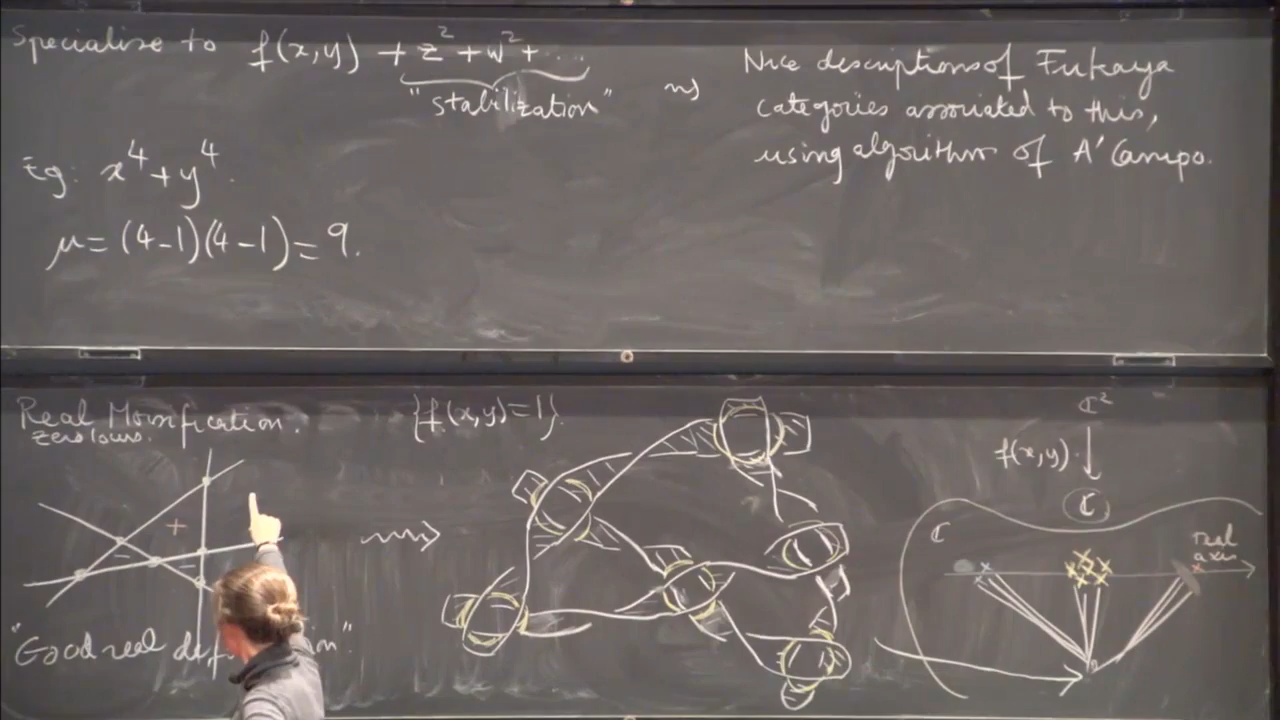 Specialise to f(x,y) + z² + w² + ...
"stabilization"
⇝ Nice descriptions of Fukaya
categories associated to this,
using algorithm of A'Campo.
Eg: x⁴+y⁴.
μ = (4-1)(4-1) = 9.
Real Morsification.
zero locus.
{f(x,y)=1}.
+
-
-
"Good real
ℂ²
f(x,y)
ℂ
ℂ
real
axis